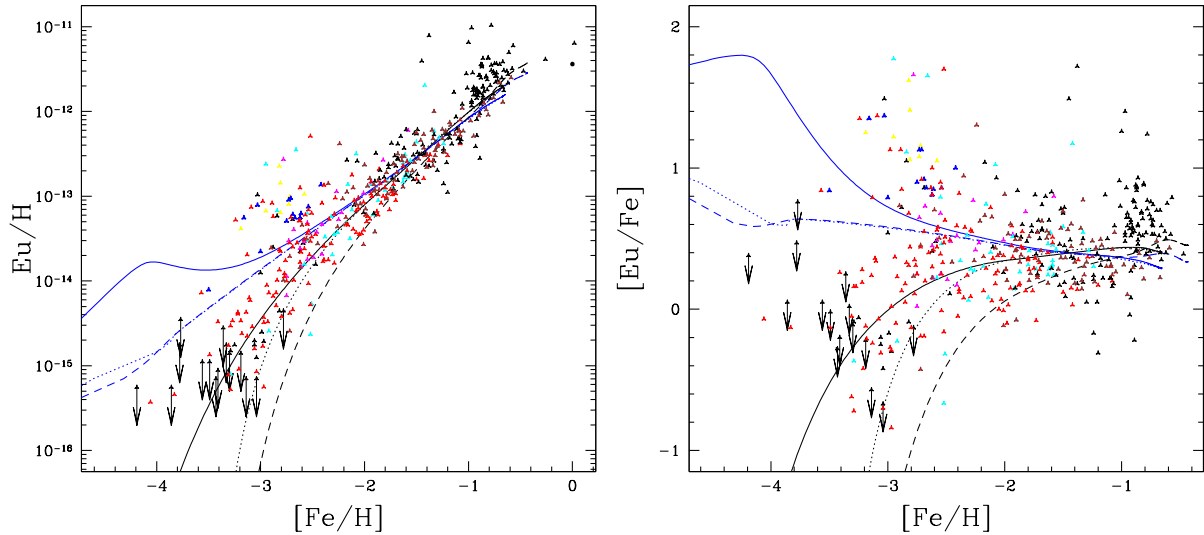 10⁻¹¹
10⁻¹²
10⁻¹³
10⁻¹⁴
10⁻¹⁵
10⁻¹⁶
Eu/H
−4 −3 −2 −1 0
[Fe/H]
2
1
0
−1
[Eu/Fe]
−4 −3 −2 −1
[Fe/H]